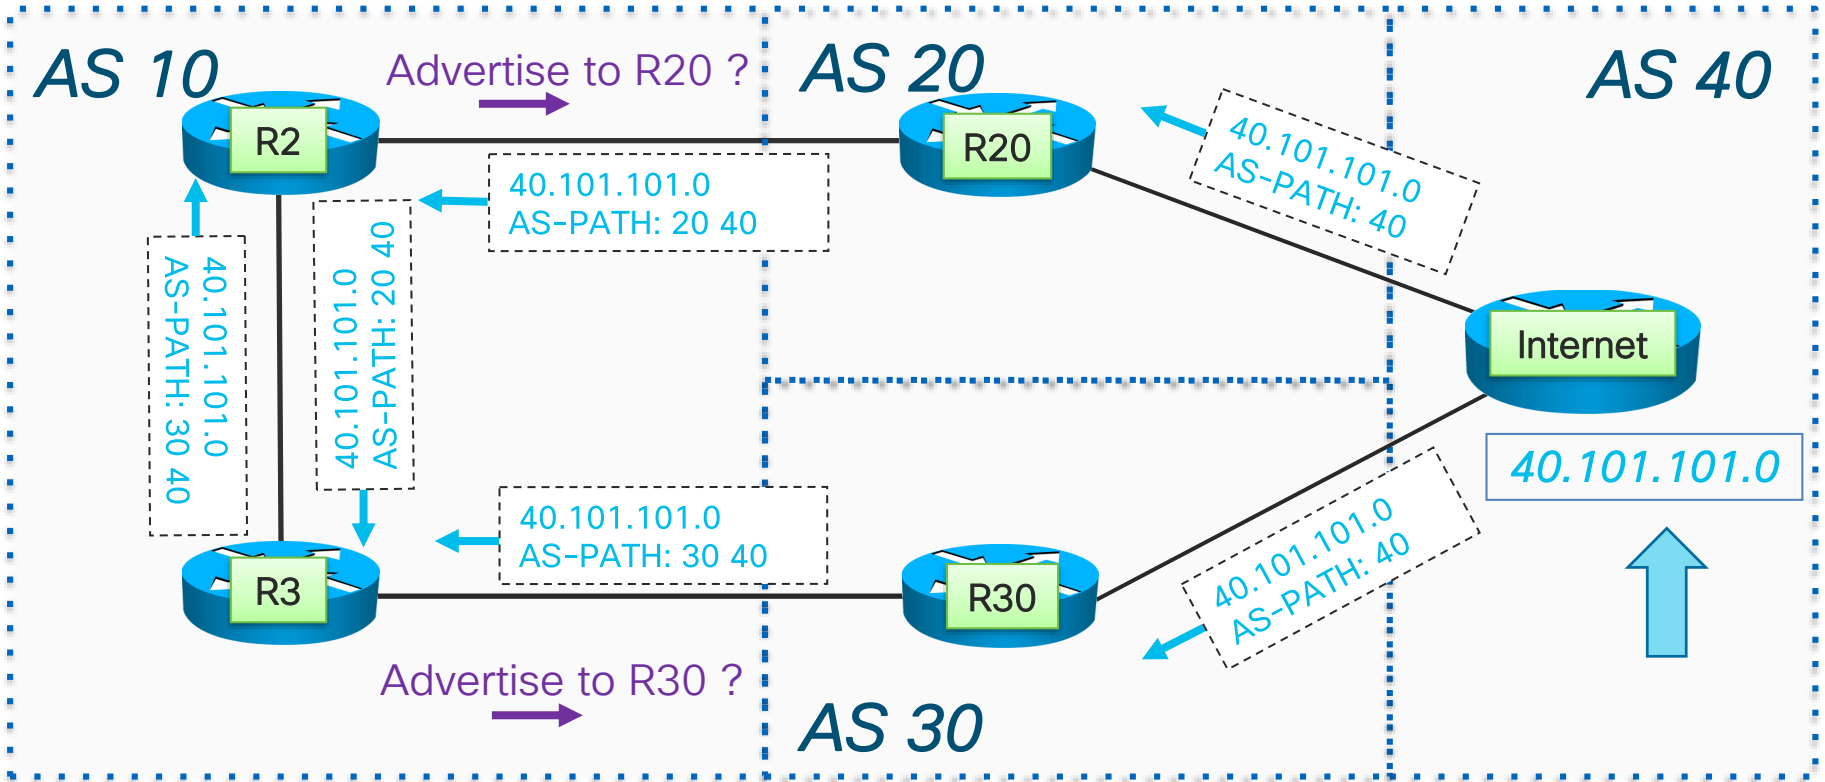 AS 10
Advertise to R20 ?
AS 20
AS 40
R2
R20
40.101.101.0
AS-PATH: 40
40.101.101.0
AS-PATH: 20 40
40.101.101.0
AS-PATH: 30 40
40.101.101.0
AS-PATH: 20 40
Internet
40.101.101.0
40.101.101.0
AS-PATH: 30 40
40.101.101.0
AS-PATH: 40
R3
R30
Advertise to R30 ?
AS 30